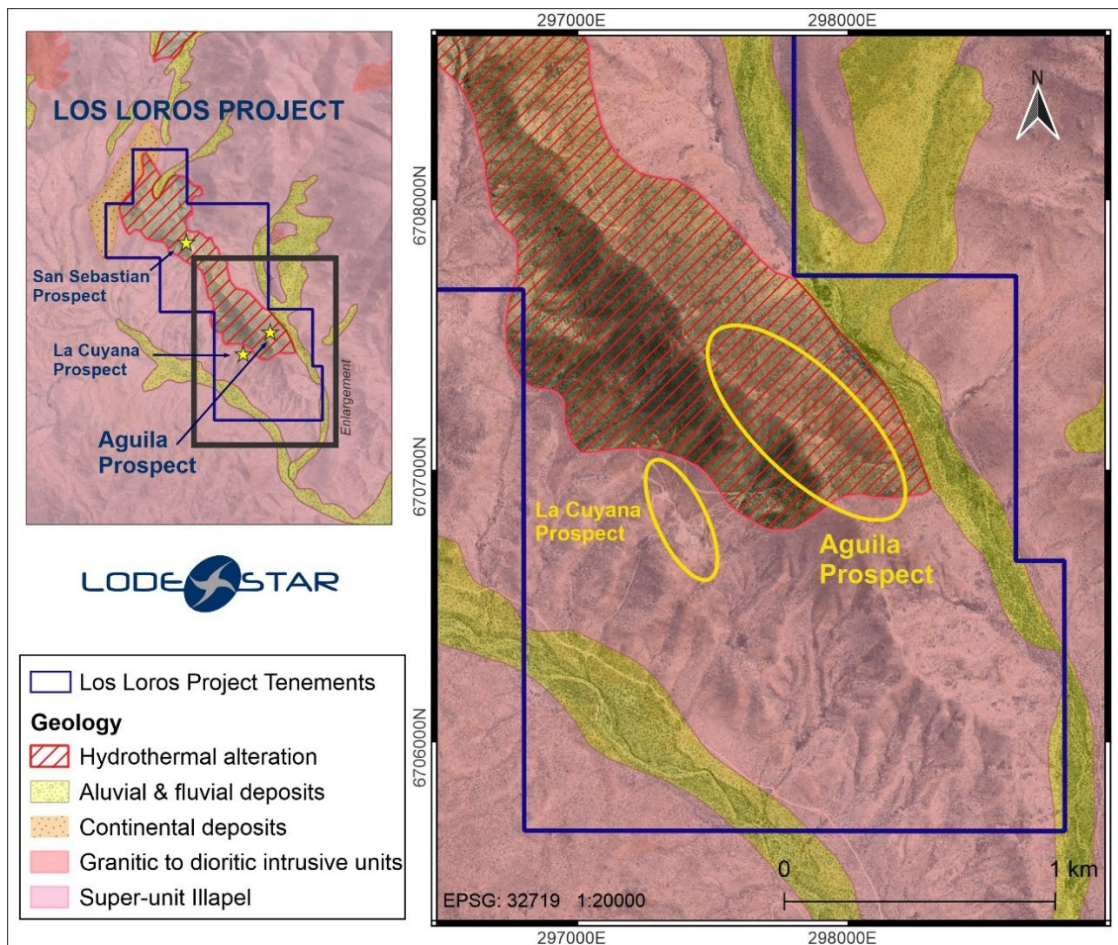 LOS LOROS PROJECT
San Sebastian
Prospect
La Cuyana
Prospect
Aguila
Prospect
Enlargement
LODE STAR
Los Loros Project Tenements
Geology
Hydrothermal alteration
Aluvial & fluvial deposits
Continental deposits
Granitic to dioritic intrusive units
Super-unit Illapel
297000E
298000E
N
6708000N
6707000N
6706000N
La Cuyana
Prospect
Aguila
Prospect
0
1 km
EPSG: 32719 1:20000
297000E
298000E